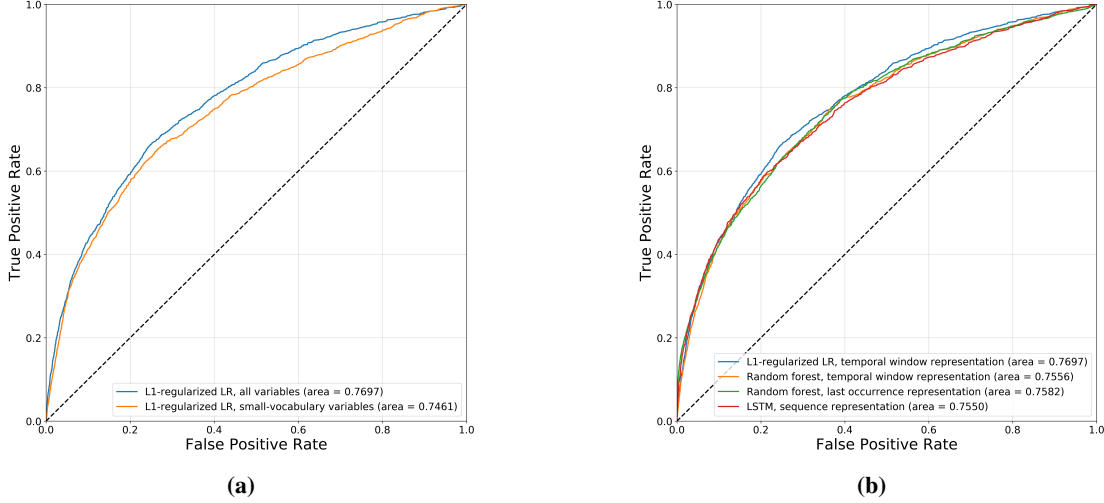 1.0
0.8
0.6
0.4
0.2
0.0
0.0
0.2
0.4
0.6
0.8
1.0
True Positive Rate
False Positive Rate
L1-regularized LR, all variables (area = 0.7697)
L1-regularized LR, small-vocabulary variables (area = 0.7461)
(a)
1.0
0.8
0.6
0.4
0.2
0.0
0.0
0.2
0.4
0.6
0.8
1.0
True Positive Rate
False Positive Rate
L1-regularized LR, temporal window representation (area = 0.7697)
Random forest, temporal window representation (area = 0.7556)
Random forest, last occurrence representation (area = 0.7582)
LSTM, sequence representation (area = 0.7550)
(b)